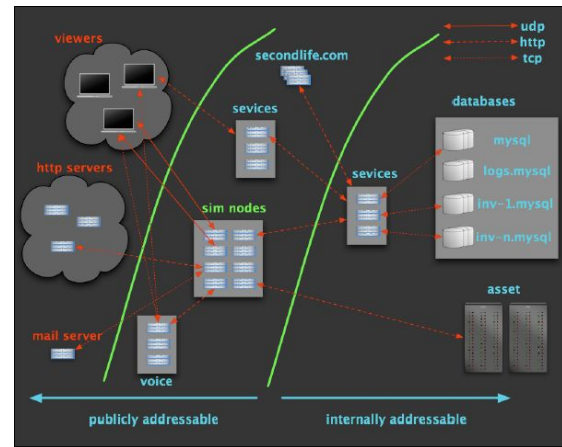 viewers
secondlife.com
udp
http
tcp
sevices
databases
mysql
logs.mysql
inv-1.mysql
inv-n.mysql
http servers
sevices
sim nodes
asset
mail server
voice
publicly addressable
internally addressable